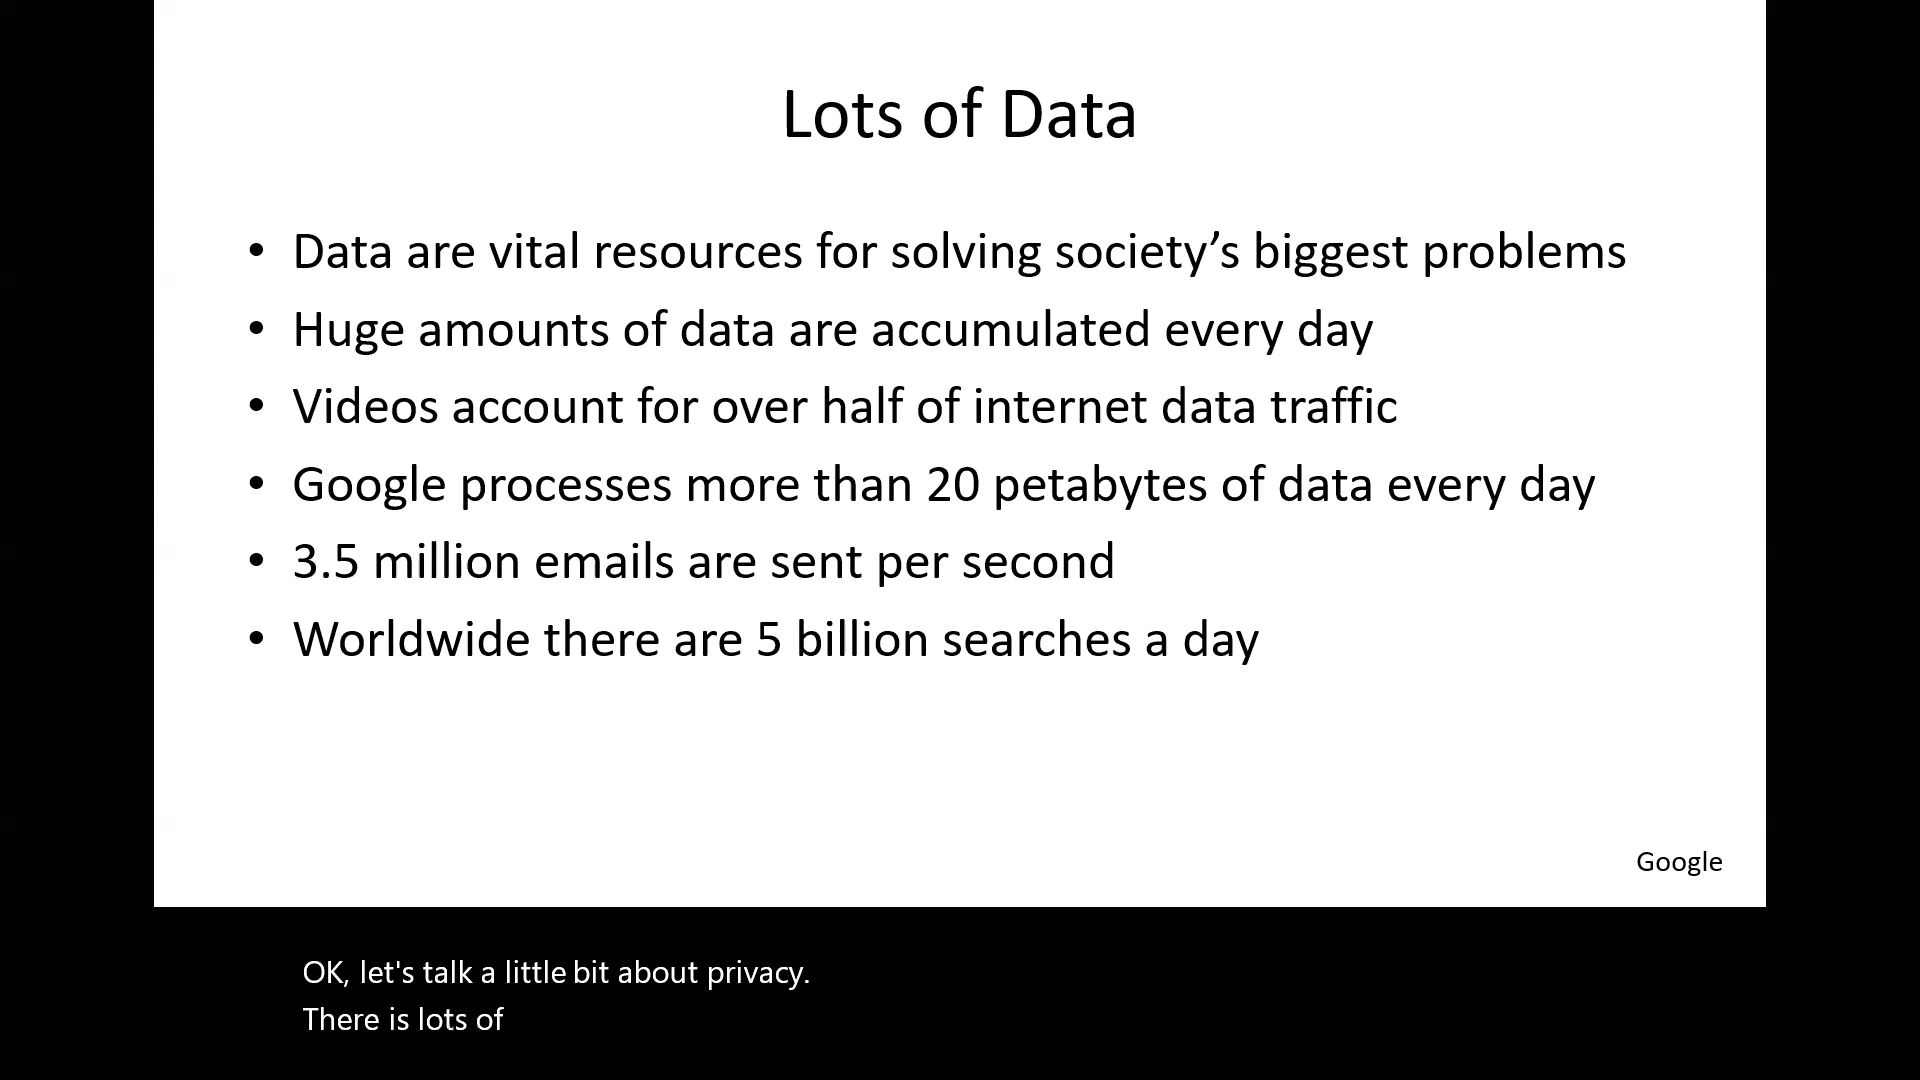 Lots of Data
• Data are vital resources for solving society’s biggest problems
• Huge amounts of data are accumulated every day
• Videos account for over half of internet data traffic
• Google processes more than 20 petabytes of data every day
• 3.5 million emails are sent per second
• Worldwide there are 5 billion searches a day
Google
OK, let's talk a little bit about privacy.
There is lots of